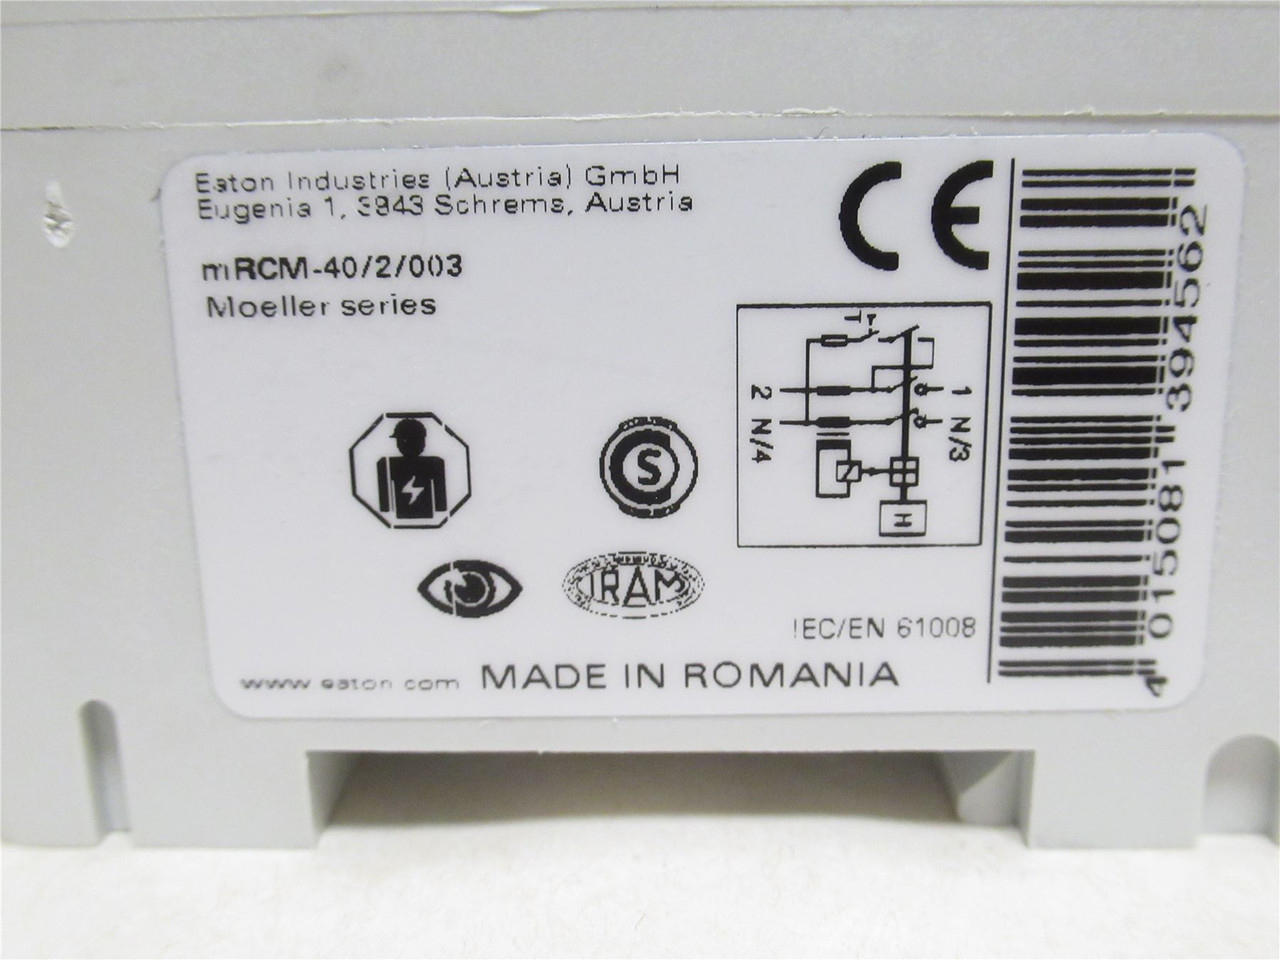 Eaton Industries (Austria) GmbH
Eugenia 1, 3943 Schrems, Austria
mRCM-40/2/003
Moeller series
CE
1 N/3
2 N/4
T
H
S
IRAM
IEC/EN 61008
www.eaton.com MADE IN ROMANIA
4 015081 394562